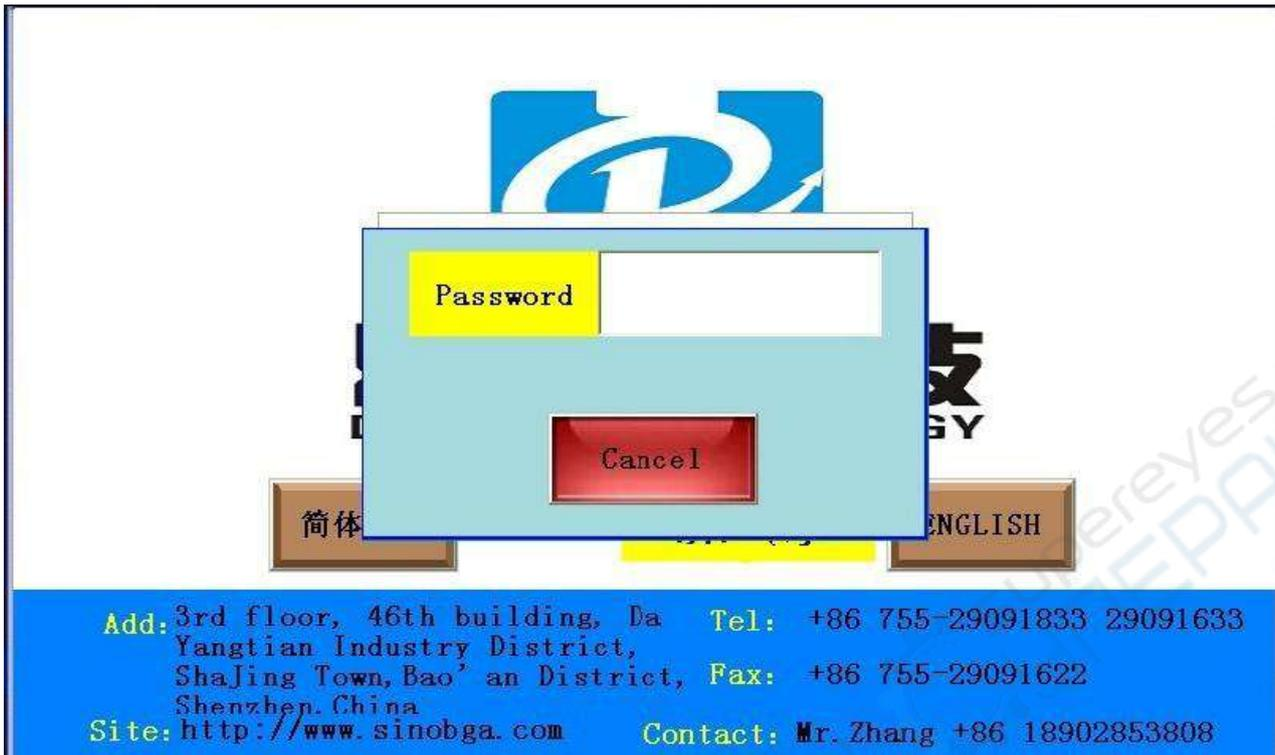 Password
Cancel
简体
ENGLISH
GY
Add: 3rd floor, 46th building, Da
Yangtian Industry District,
ShaJing Town, Bao' an District,
Shenzhen. China
Tel: +86 755-29091833 29091633
Fax: +86 755-29091622
Site: http://www.sinobga.com
Contact: Mr. Zhang +86 18902853808